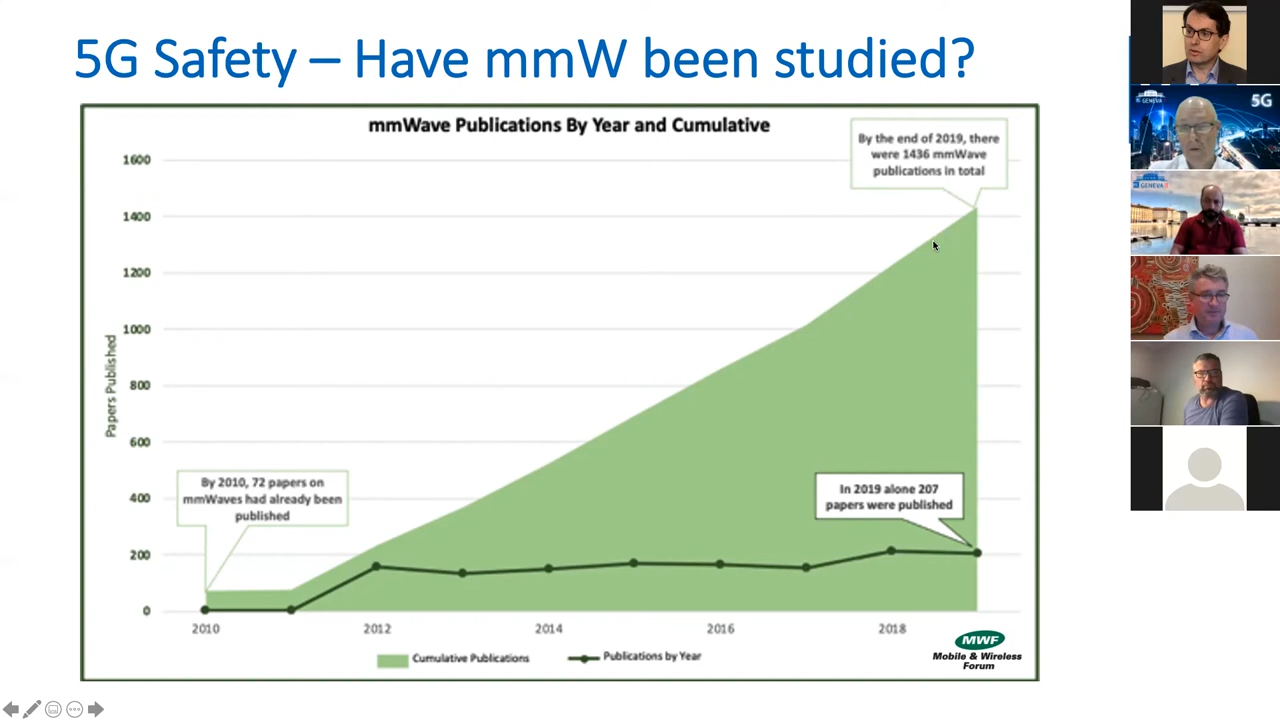 5G Safety – Have mmW been studied?
mmWave Publications By Year and Cumulative
By the end of 2019, there
were 1436 mmWave
publications in total
1600
1400
1200
1000
800
600
400
200
0
Papers Published
By 2010, 72 papers on
mmWaves had already been
published
In 2019 alone 207
papers were published
2010
2012
2014
2016
2018
Cumulative Publications
Publications by Year
MWF
Mobile & Wireless
Forum
GENEVA
5G
GENEVA